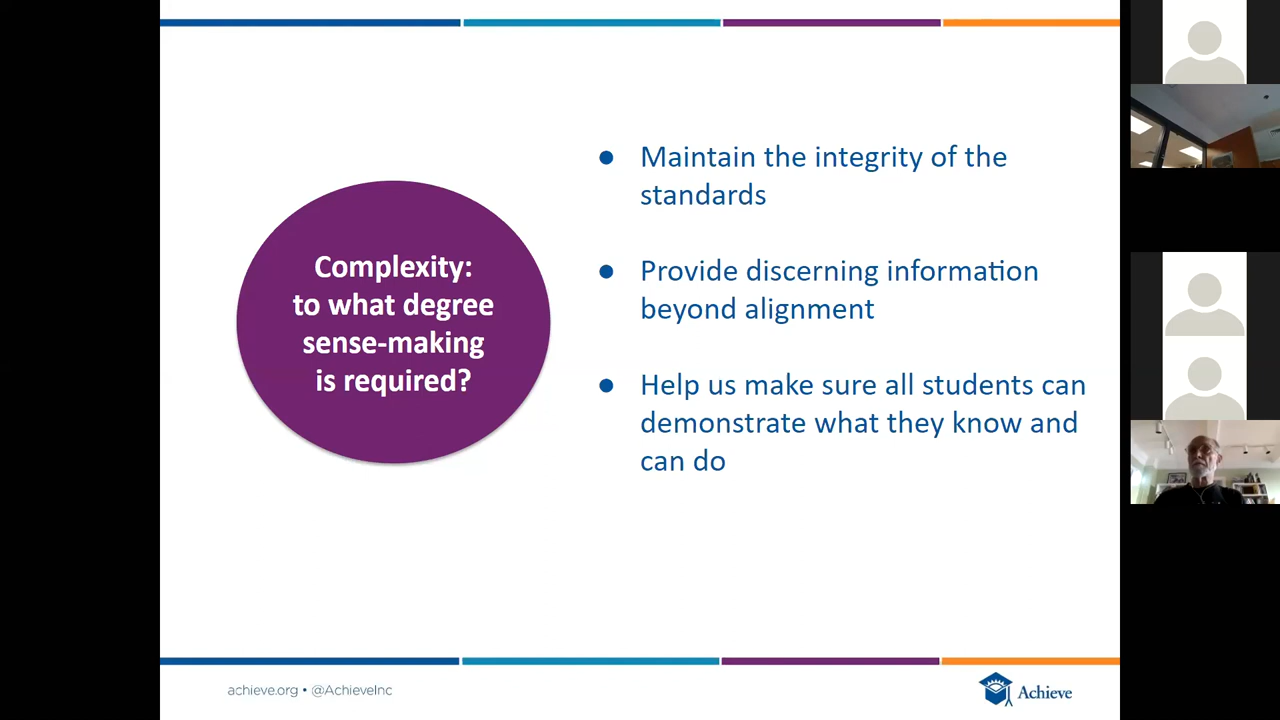 Complexity:
to what degree
sense-making
is required?
● Maintain the integrity of the
standards
● Provide discerning information
beyond alignment
● Help us make sure all students can
demonstrate what they know and
can do
achieve.org • @AchieveInc
Achieve